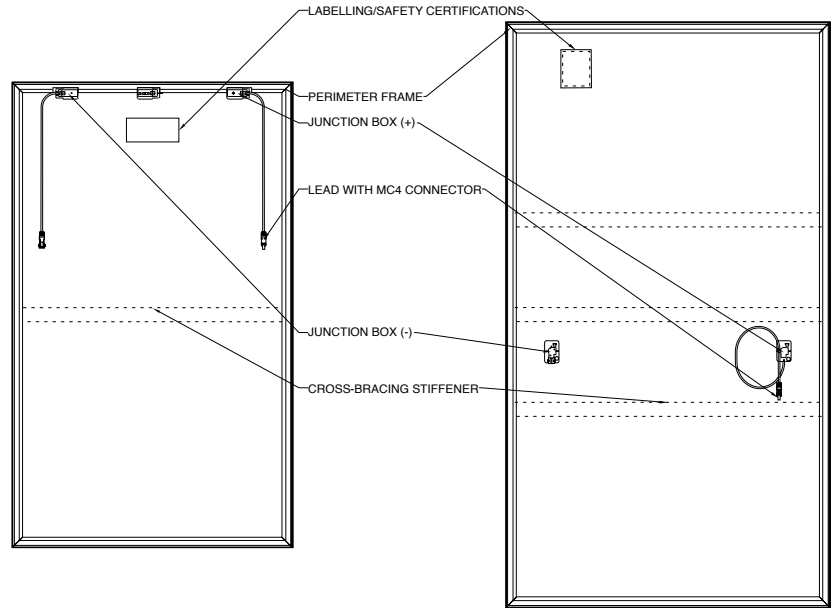 LABELLING/SAFETY CERTIFICATIONS
PERIMETER FRAME
JUNCTION BOX (+)
LEAD WITH MC4 CONNECTOR
JUNCTION BOX (-)
CROSS-BRACING STIFFENER